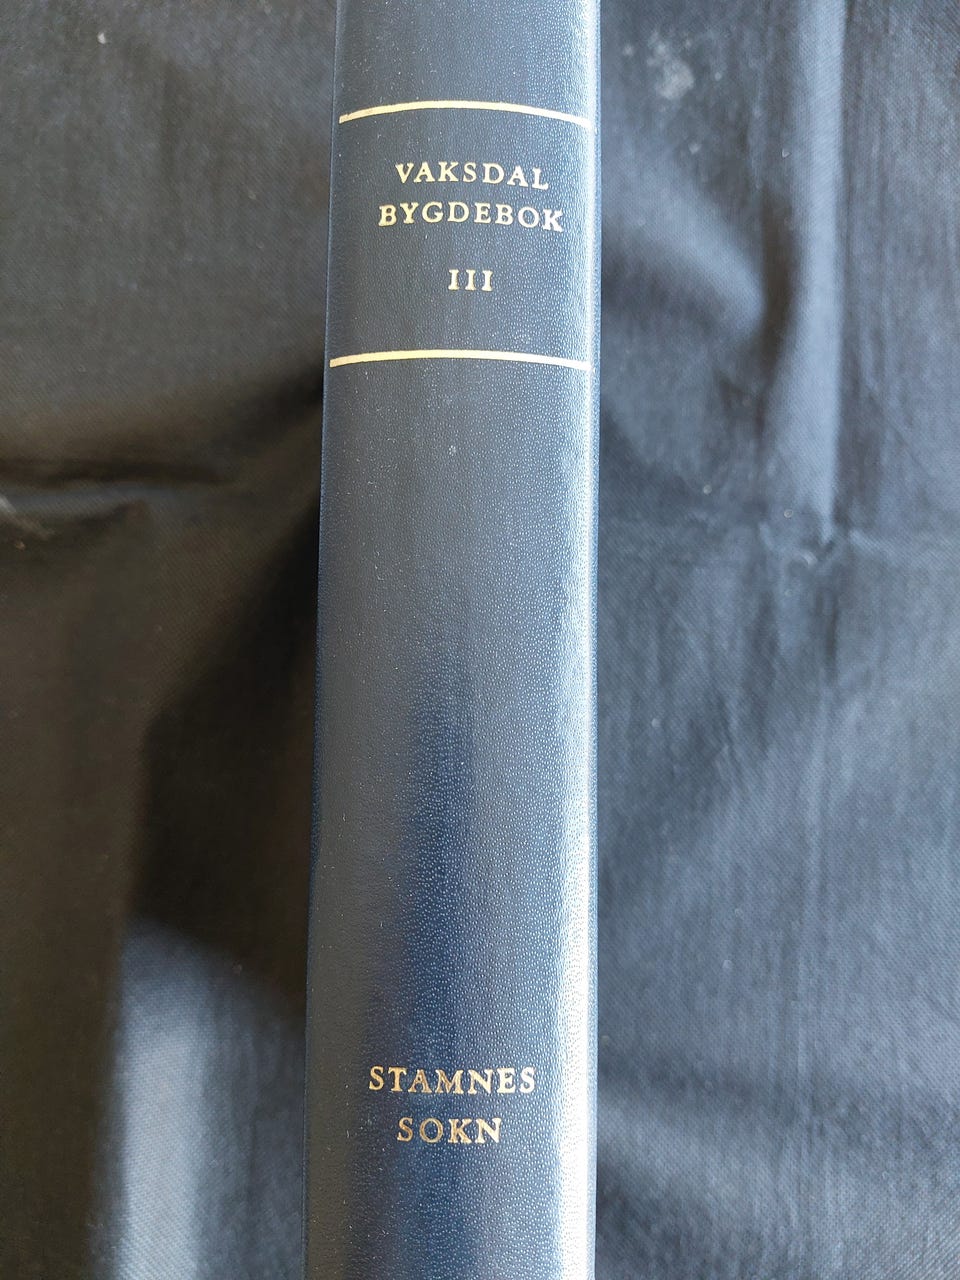 VAKSDAL
BYGDEBOK
III
STAMNES
SOKN